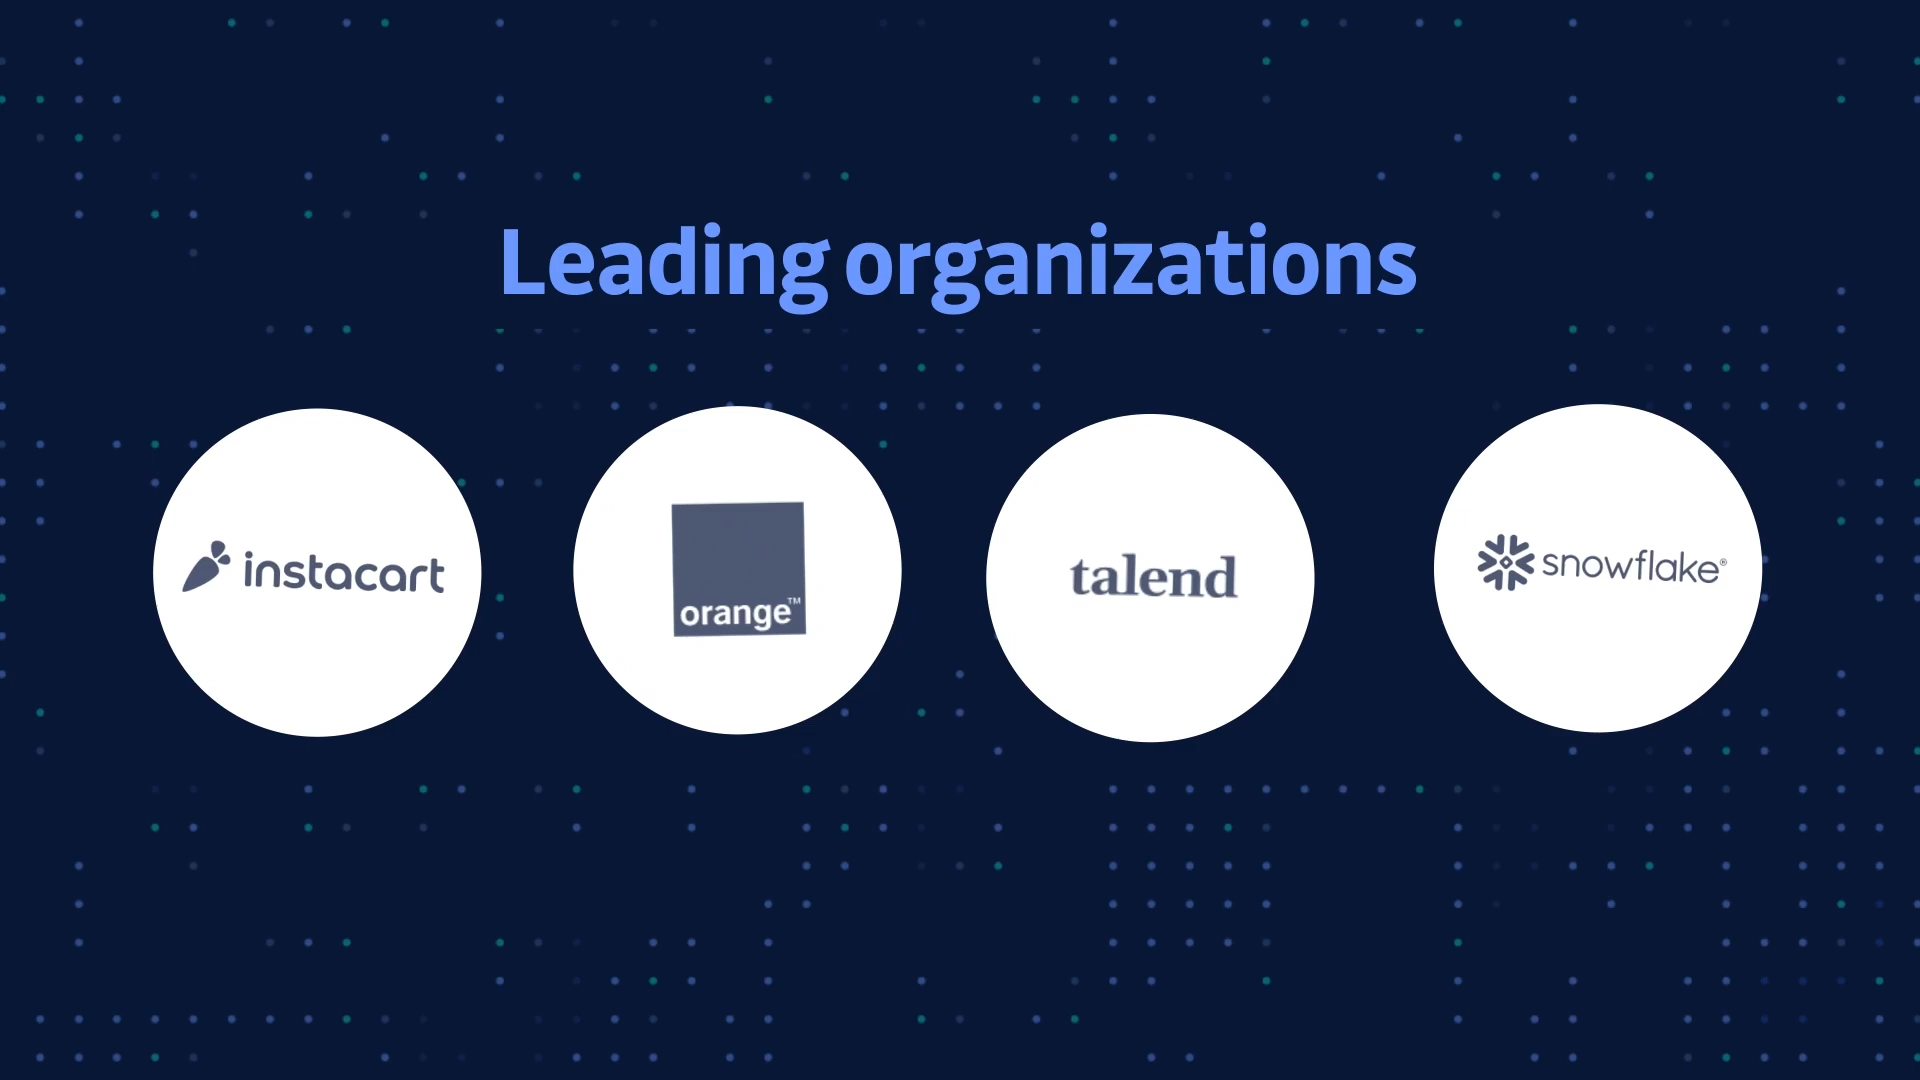 Leading organizations
instacart
orange™
talend
snowflake®